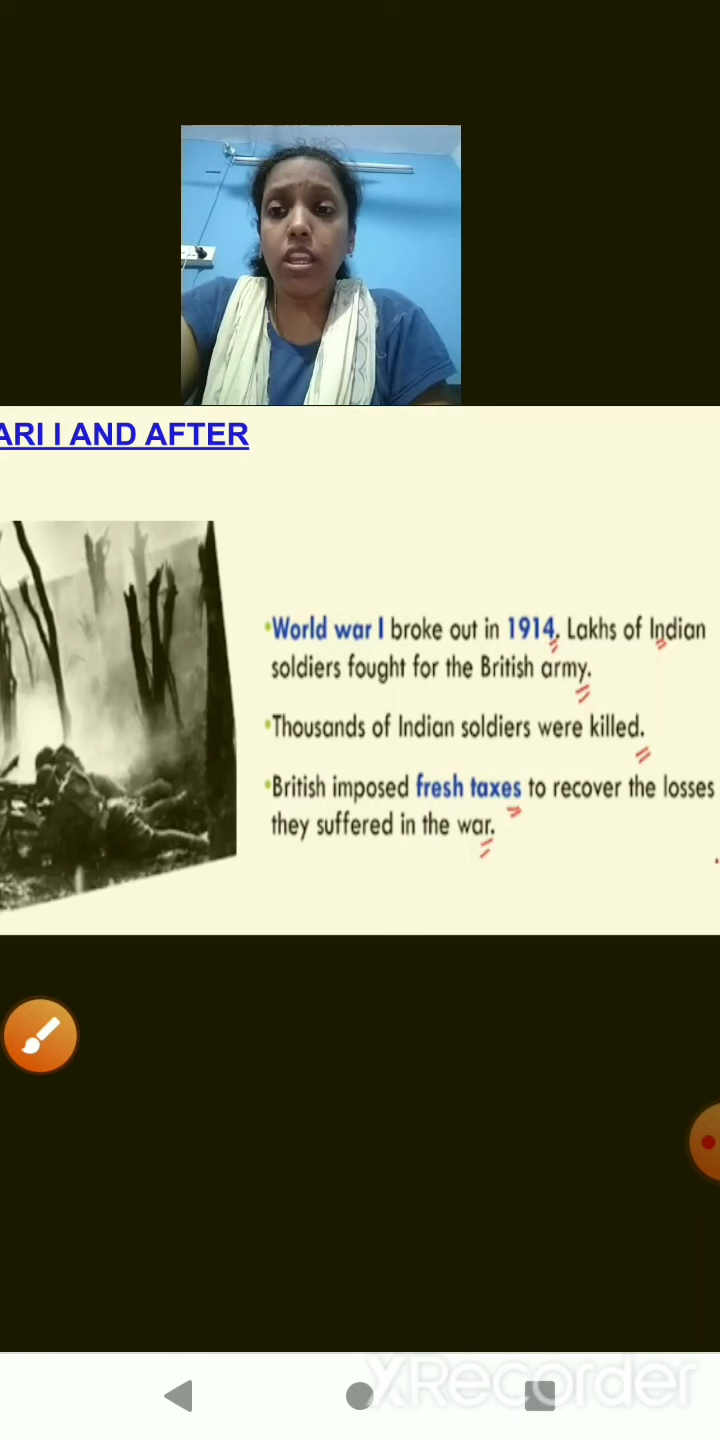 ARI I AND AFTER
•World war I broke out in 1914. Lakhs of Indian
soldiers fought for the British army.
•Thousands of Indian soldiers were killed.
•British imposed fresh taxes to recover the losses
they suffered in the war.
XRecorder